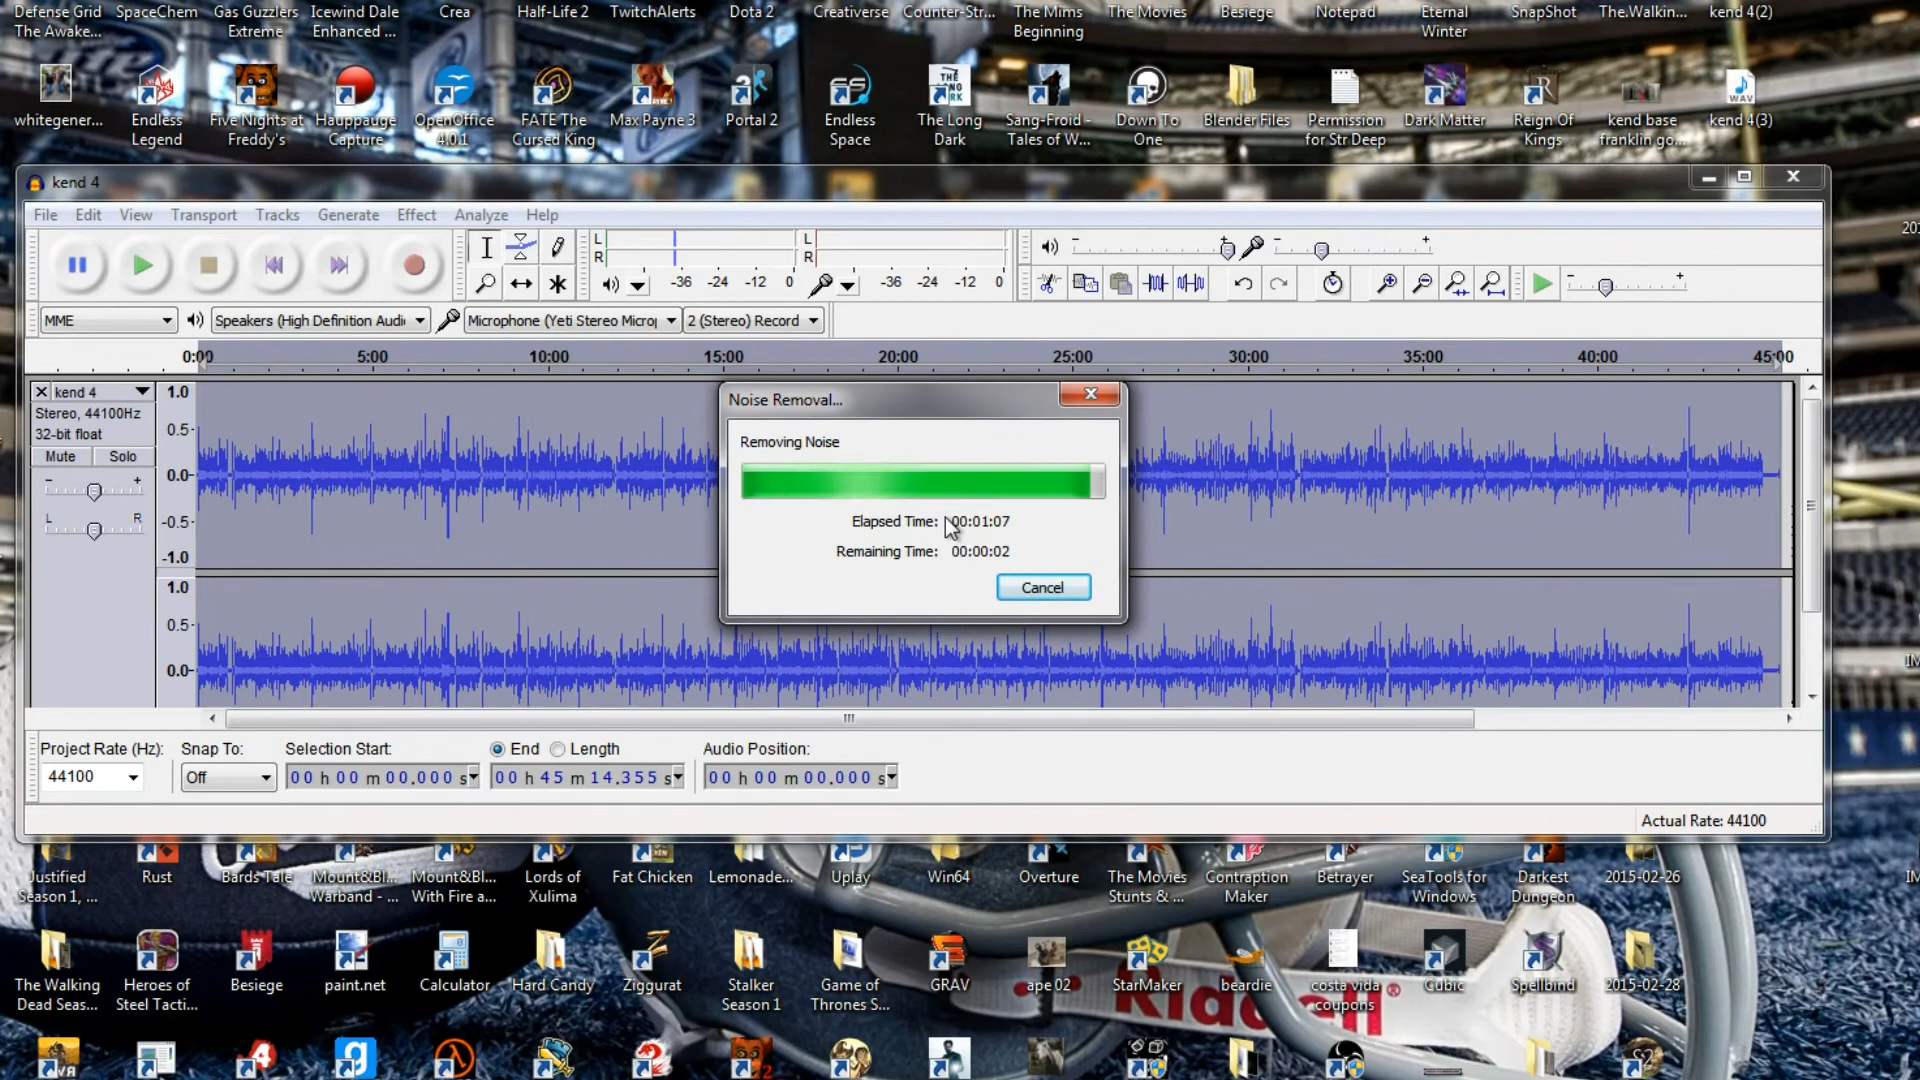 Defense Grid
The Awake...
SpaceChem
Gas Guzzlers
Extreme
Icewind Dale
Enhanced ...
Crea
Half-Life 2
TwitchAlerts
Dota 2
Creativerse
Counter-Str...
The Mims
Beginning
The Movies
Besiege
Notepad
Eternal
Winter
SnapShot
The.Walkin...
kend 4(2)
whitegener...
Endless
Legend
Five Nights at
Freddy's
Hauppauge
Capture
OpenOffice
4.0.1
FATE The
Cursed King
Max Payne 3
Portal 2
Endless
Space
THE
LONG
DARK
The Long
Dark
Sang-Froid -
Tales of W...
Down To
One
Blender Files
Permission
for Str Deep
Dark Matter
Reign Of
Kings
kend base
franklin go...
WAV
kend 4(3)
kend 4
File Edit View Transport Tracks Generate Effect Analyze Help
L
R
-36 -24 -12 0
L
R
-36 -24 -12 0
MME
Speakers (High Definition Audi
Microphone (Yeti Stereo Microp
2 (Stereo) Record
0:00 5:00 10:00 15:00 20:00 25:00 30:00 35:00 40:00 45:00
kend 4
Stereo, 44100Hz
32-bit float
Mute Solo
- +
L R
1.0
0.5-
0.0-
-0.5-
-1.0
1.0
0.5-
0.0-
Noise Removal...
Removing Noise
Elapsed Time: 00:01:07
Remaining Time: 00:00:02
Cancel
Project Rate (Hz):
44100
Snap To:
Off
Selection Start:
00 h 00 m 00.000 s
End Length
00 h 45 m 14.355 s
Audio Position:
00 h 00 m 00.000 s
Actual Rate: 44100
Justified
Season 1, ...
Rust
Bards Tale
Mount&Bl...
Warband - ...
Mount&Bl...
With Fire a...
Lords of
Xulima
Fat Chicken
Lemonade...
Uplay
Win64
Overture
The Movies
Stunts & ...
Contraption
Maker
Betrayer
SeaTools for
Windows
Darkest
Dungeon
2015-02-26
The Walking
Dead Seas...
Heroes of
Steel Tacti...
Besiege
paint.net
Calculator
Hard Candy
Ziggurat
Stalker
Season 1
Game of
Thrones S...
GRAV
ape 02
StarMaker
beardie
costa vida
coupons
Cubic
Spellbind
2015-02-28
Riddell